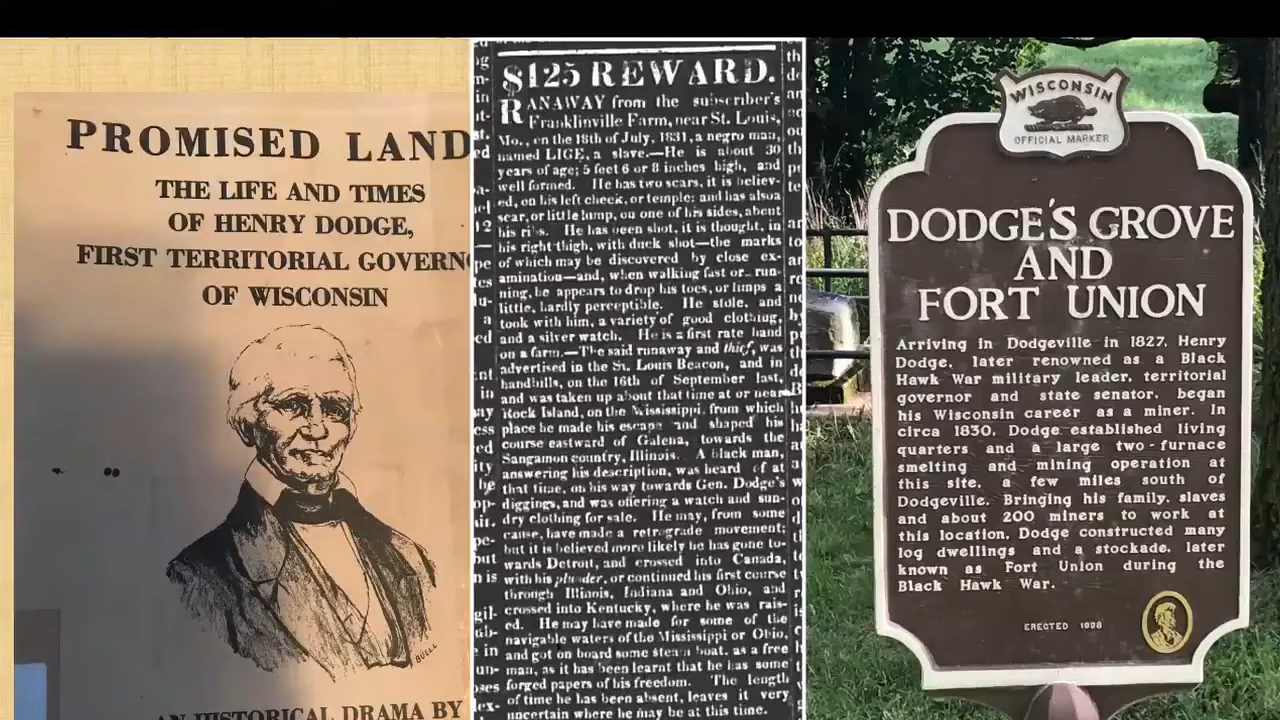 PROMISED LAND
THE LIFE AND TIMES
OF HENRY DODGE,
FIRST TERRITORIAL GOVERN
OF WISCONSIN
BUELL
AN HISTORICAL DRAMA BY
$125 REWARD.
RANAWAY from the subscriber's
Franklinville Farm, near St. Louis,
Mo., on the 18th of July, 1831, a negro man,
named LIGE, a slave.—He is about 30
years of age; 5 feet 6 or 8 inches high, and
well formed. He has two scars, it is believ-
ed, on his left cheek, or temple; and has also a
scar, or little lump, on one of his sides, about
his ribs. He has been shot, it is thought, in
his right thigh, with duck shot—the marks
of which may be discovered by close ex-
amination—and, when walking fast or run-
ning, he appears to drop his toes, or limps a
little, hardly perceptible. He stole, and
took with him, a variety of good clothing,
and a silver watch. He is a first rate hand
on a farm.—The said runaway and thief, was
advertised in the St. Louis Beacon, and in
handbills, on the 16th of September last,
and was taken up about that time at or near
Rock Island, on the Mississippi, from which
place he made his escape and shaped his
course eastward of Galena, towards the
Sangamon country, Illinois. A black man,
answering his description, was heard of at
that time, on his way towards Gen. Dodge's
diggings, and was offering a watch and sun-
dry clothing for sale. He may, from some
cause, have made a retrograde movement;
but it is believed more likely he has gone to-
wards Detroit, and crossed into Canada,
with his plunder, or continued his first course
through Illinois, Indiana and Ohio, and
crossed into Kentucky, where he was rais-
ed. He may have made for some of the
navigable waters of the Mississippi or Ohio,
and got on board some steam boat, as a free
man, as it has been learnt that he has some
forged papers of his freedom. The length
of time he has been absent, leaves it very
uncertain where he may be at this time.
WISCONSIN
OFFICIAL MARKER
DODGE'S GROVE
AND
FORT UNION
Arriving in Dodgeville in 1827, Henry
Dodge, later renowned as a Black
Hawk War military leader, territorial
governor and state senator, began
his Wisconsin career as a miner. In
circa 1830, Dodge established living
quarters and a large two-furnace
smelting and mining operation at
this site, a few miles south of
Dodgeville. Bringing his family, slaves
and about 200 miners to work at
this location, Dodge constructed many
log dwellings and a stockade, later
known as Fort Union during the
Black Hawk War.
ERECTED 1998